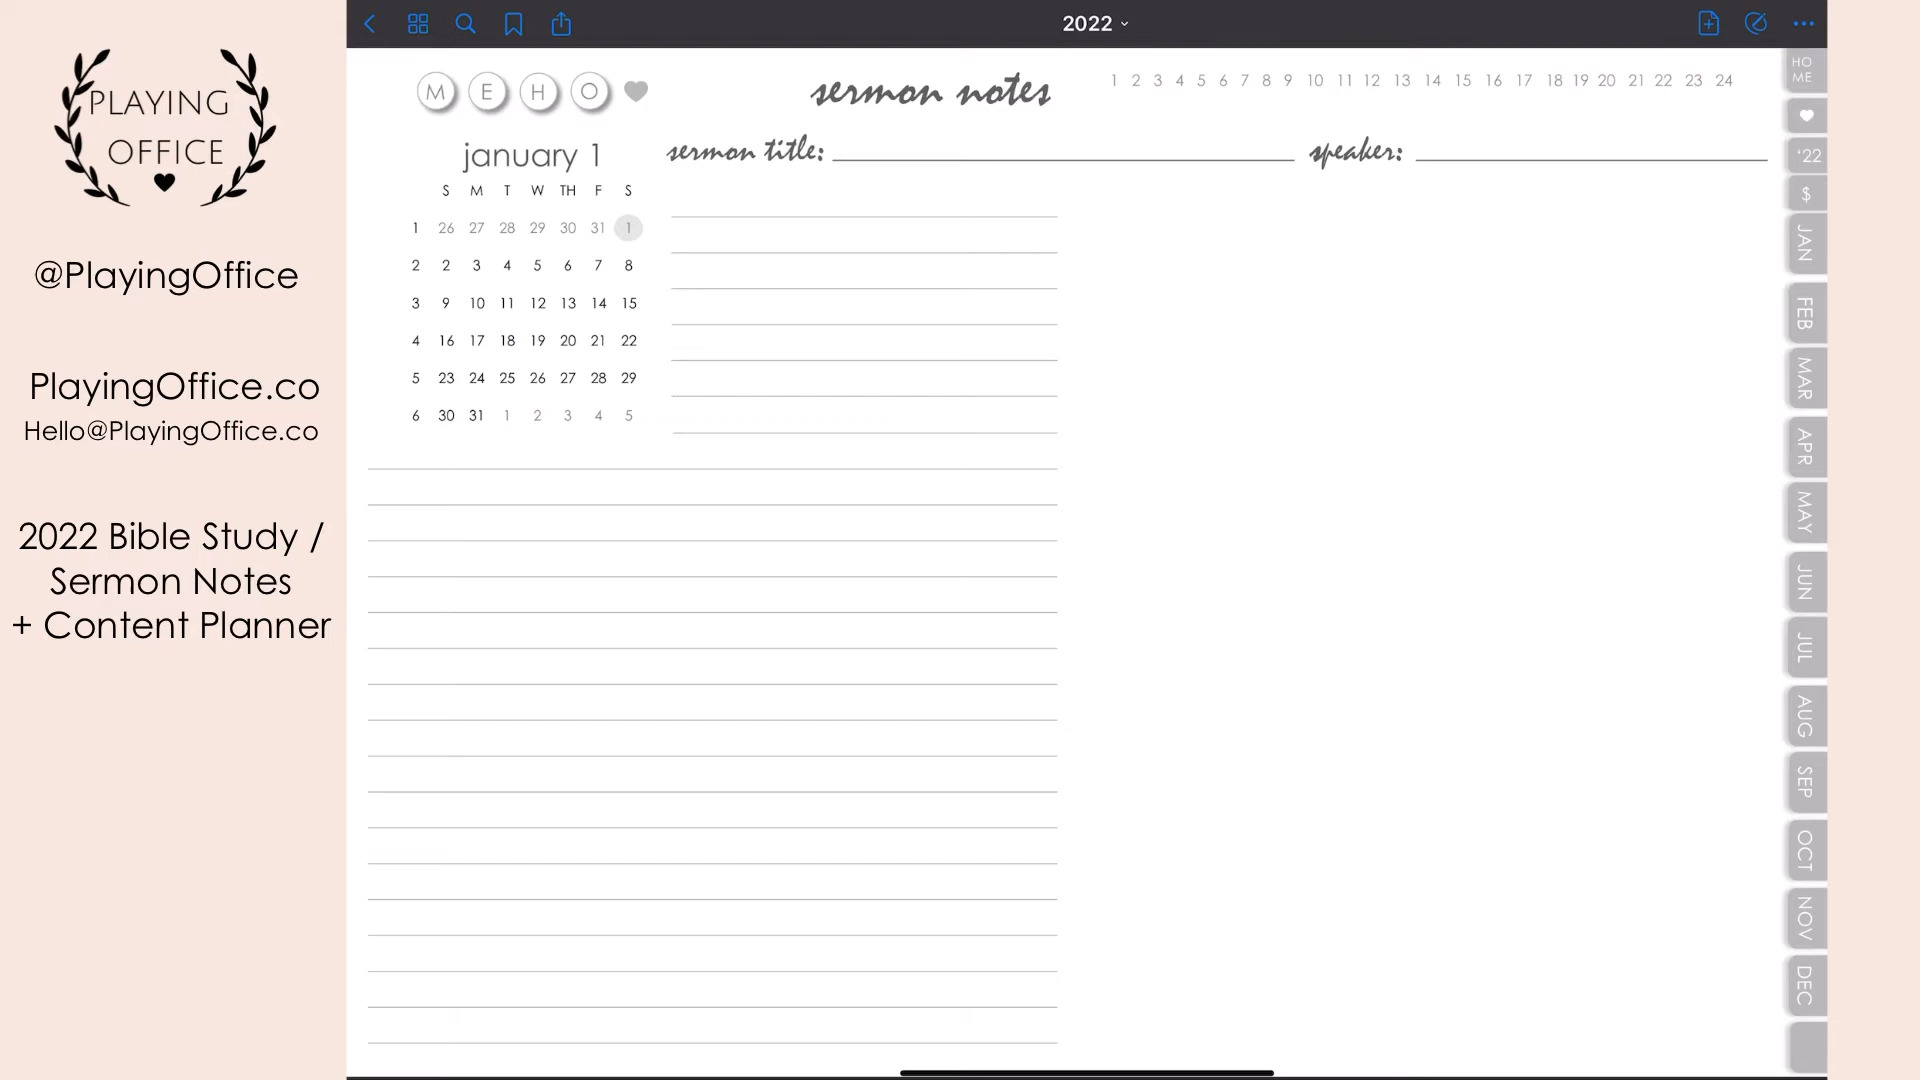 PLAYING
OFFICE
@PlayingOffice
PlayingOffice.co
Hello@PlayingOffice.co
2022 Bible Study /
Sermon Notes
+ Content Planner
2022
M E H O
sermon notes
1 2 3 4 5 6 7 8 9 10 11 12 13 14 15 16 17 18 19 20 21 22 23 24
january 1
sermon title:
speaker:
S M T W TH F S
1 26 27 28 29 30 31 1
2 2 3 4 5 6 7 8
3 9 10 11 12 13 14 15
4 16 17 18 19 20 21 22
5 23 24 25 26 27 28 29
6 30 31 1 2 3 4 5
HO
ME
'22
$
JAN
FEB
MAR
APR
MAY
JUN
JUL
AUG
SEP
OCT
NOV
DEC